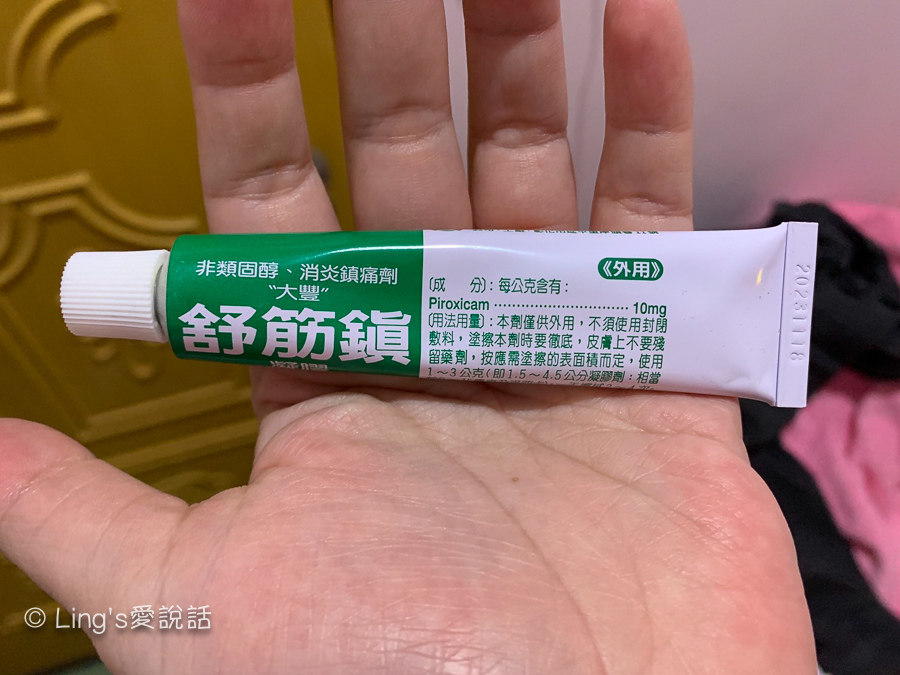 非類固醇、消炎鎮痛劑
“大豐”
舒筋鎮
凝膠
《外用》
〔成 分〕：每公克含有：
Piroxicam ................................ 10mg
〔用法用量〕：本劑僅供外用，不須使用封閉
敷料，塗擦本劑時要徹底，皮膚上不要殘
留藥劑，按應需塗擦的表面積而定，使用
1～3公克（即1.5～4.5公分凝膠劑：相當
20231118
© Ling's愛說話